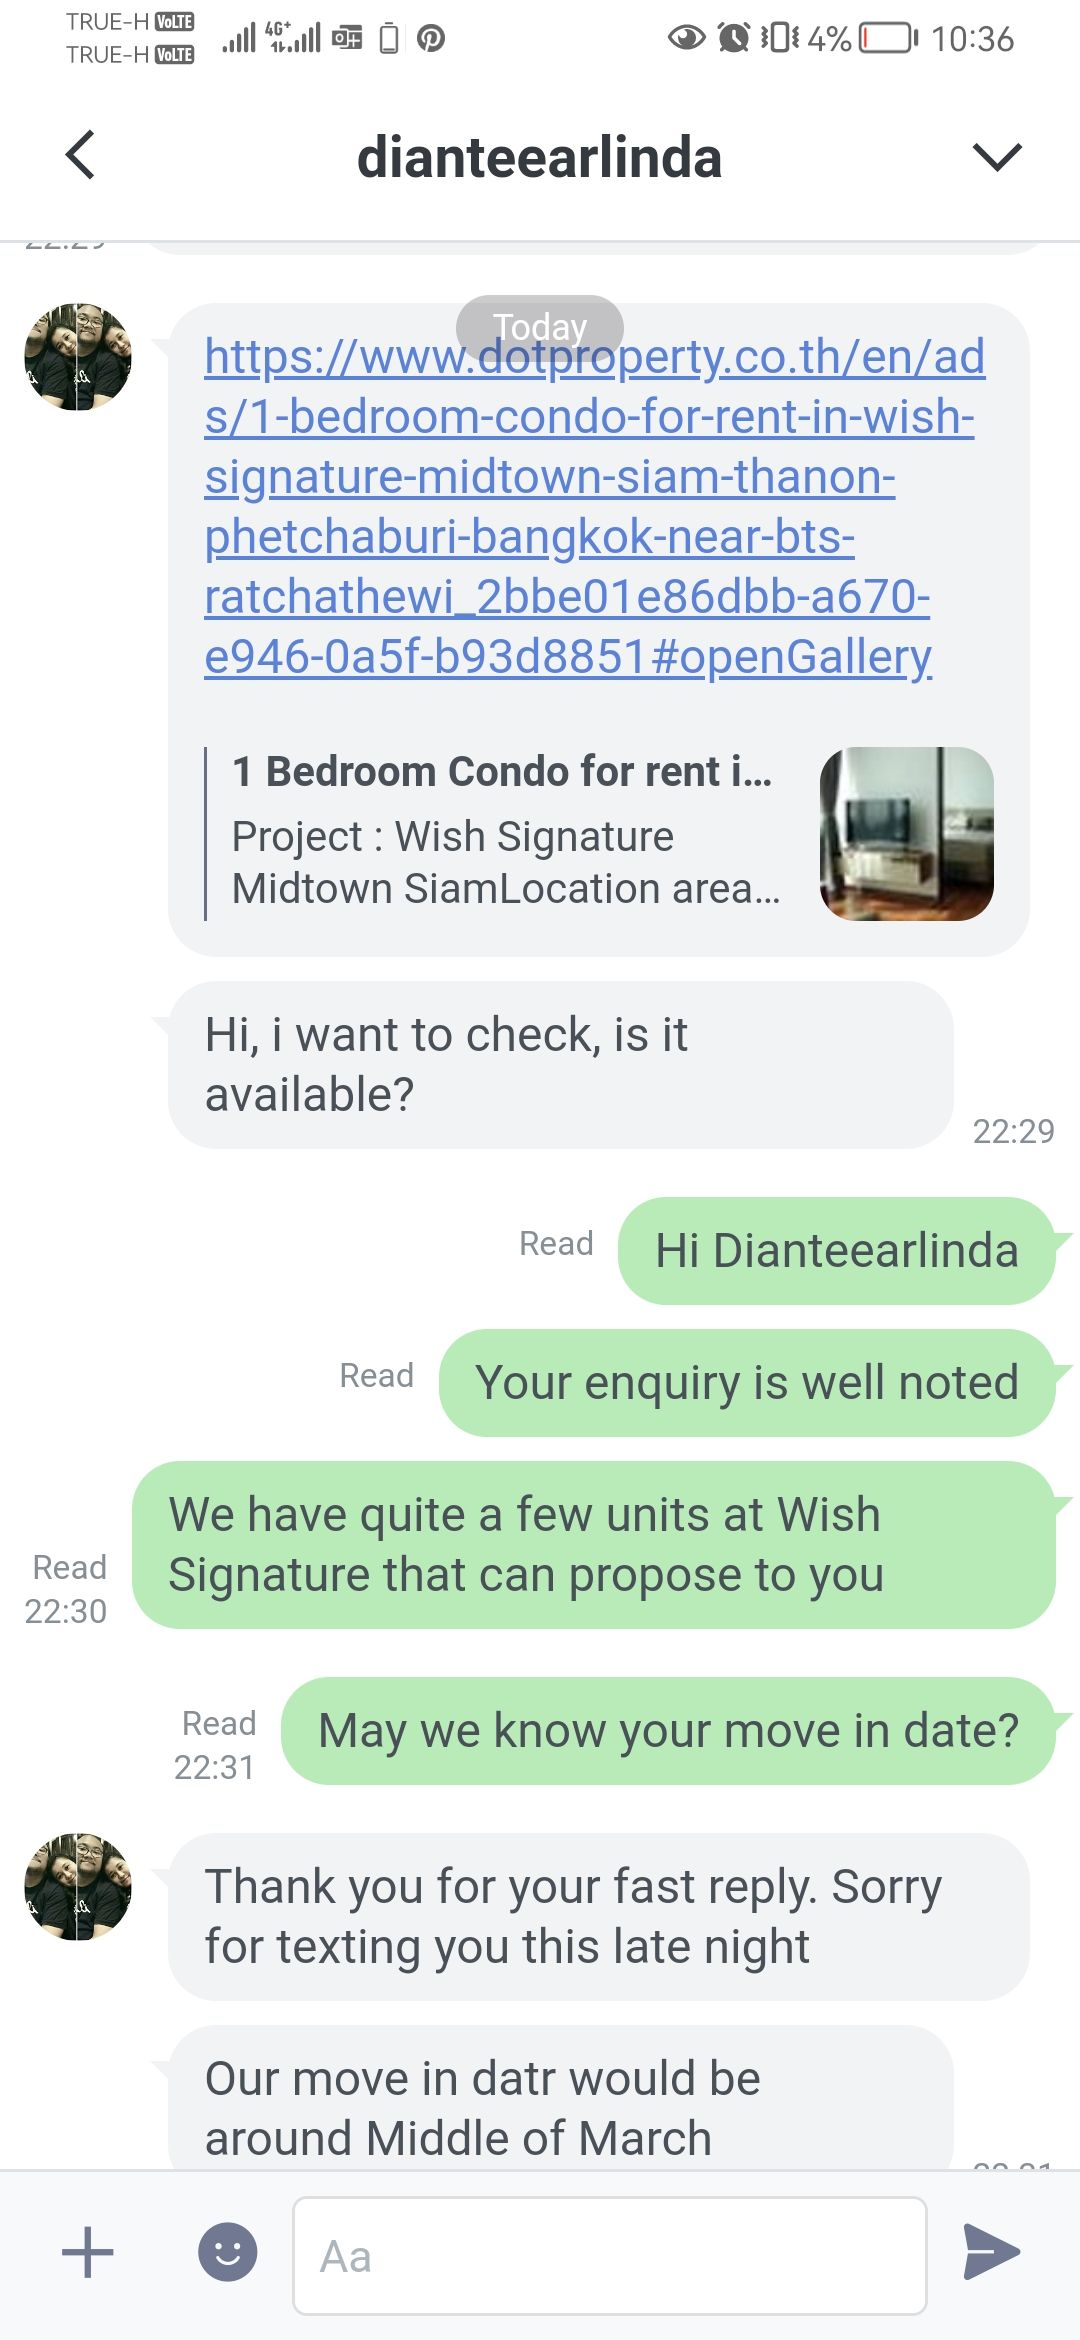 TRUE-H VoLTE
TRUE-H VoLTE
4G+
4%
10:36
dianteearlinda
22:29
Today
https://www.dotproperty.co.th/en/ad
s/1-bedroom-condo-for-rent-in-wish-
signature-midtown-siam-thanon-
phetchaburi-bangkok-near-bts-
ratchathewi_2bbe01e86dbb-a670-
e946-0a5f-b93d8851#openGallery
1 Bedroom Condo for rent i...
Project : Wish Signature
Midtown SiamLocation area...
Hi, i want to check, is it
available?
22:29
Read
Hi Dianteearlinda
Read
Your enquiry is well noted
We have quite a few units at Wish
Signature that can propose to you
Read
22:30
Read
22:31
May we know your move in date?
Thank you for your fast reply. Sorry
for texting you this late night
Our move in datr would be
around Middle of March
Aa